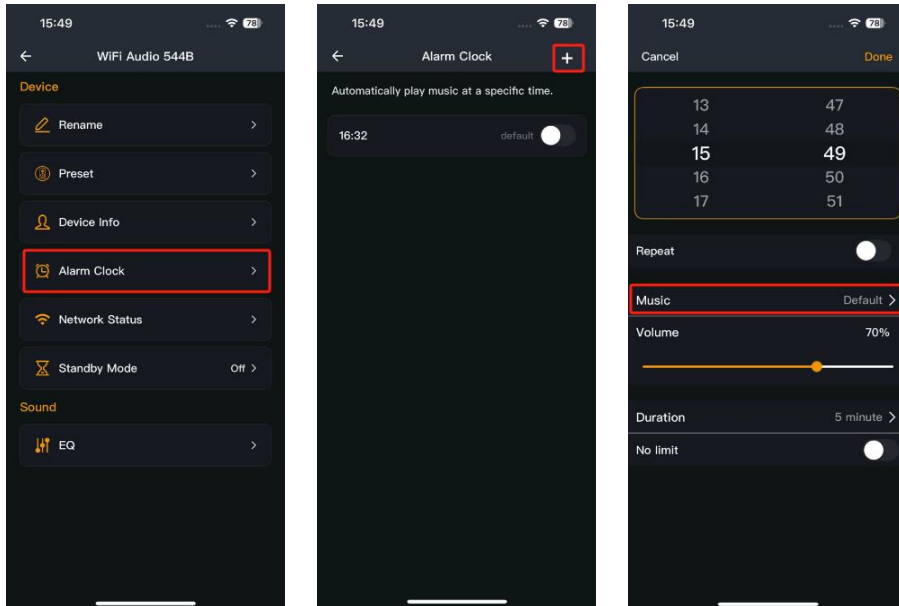 15:49
78
WiFi Audio 544B
Device
Rename
Preset
Device Info
Alarm Clock
Network Status
Standby Mode Off
Sound
EQ
15:49
78
Alarm Clock +
Automatically play music at a specific time.
16:32 default
15:49
78
Cancel Done
13 47
14 48
15 49
16 50
17 51
Repeat
Music Default
Volume 70%
Duration 5 minute
No limit